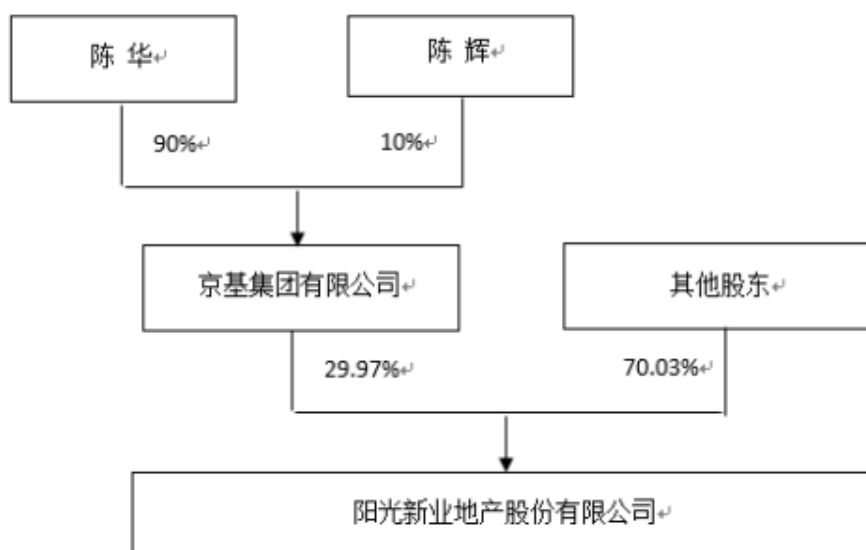 陈 华↵
陈 辉↵
90%↵
10%↵
京基集团有限公司↵
其他股东↵
29.97%↵
70.03%↵
阳光新业地产股份有限公司↵